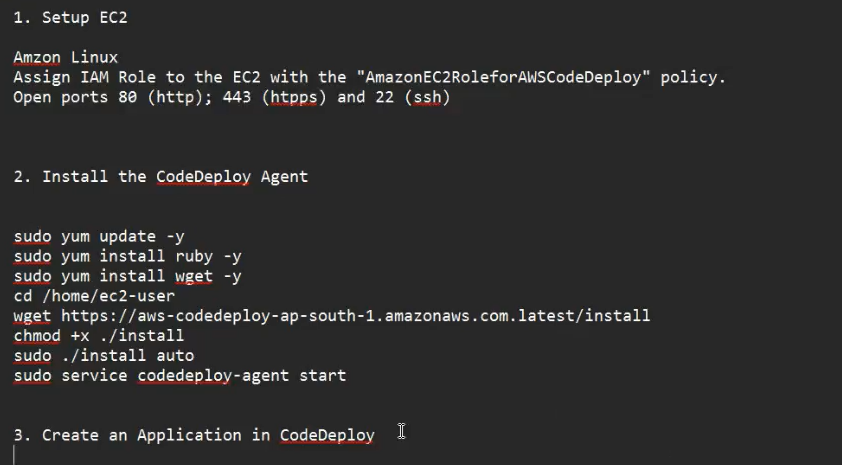 1. Setup EC2
Amzon Linux
Assign IAM Role to the EC2 with the "AmazonEC2RoleforAWSCodeDeploy" policy.
Open ports 80 (http); 443 (htpps) and 22 (ssh)
2. Install the CodeDeploy Agent
sudo yum update -y
sudo yum install ruby -y
sudo yum install wget -y
cd /home/ec2-user
wget https://aws-codedeploy-ap-south-1.amazonaws.com.latest/install
chmod +x ./install
sudo ./install auto
sudo service codedeploy-agent start
3. Create an Application in CodeDeploy